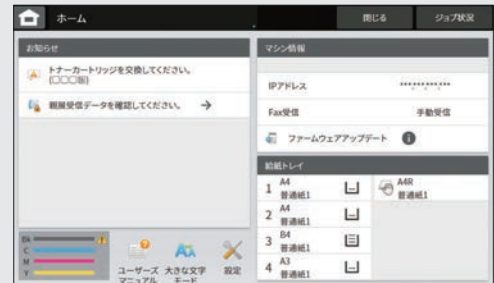 ホーム
閉じる
ジョブ状況
お知らせ
トナーカートリッジを交換してください。
(□□□版)
親展受信データを確認してください。 →
マシン情報
IPアドレス ***.***.***.***
Fax受信 手動受信
ファームウェアアップデート
給紙トレイ
1 A4
普通紙1
2 A4
普通紙1
3 B4
普通紙1
4 A3
普通紙1
A4R
普通紙1
Bk
C
M
Y
ユーザーズ
マニュアル
大きな文字
モード
設定